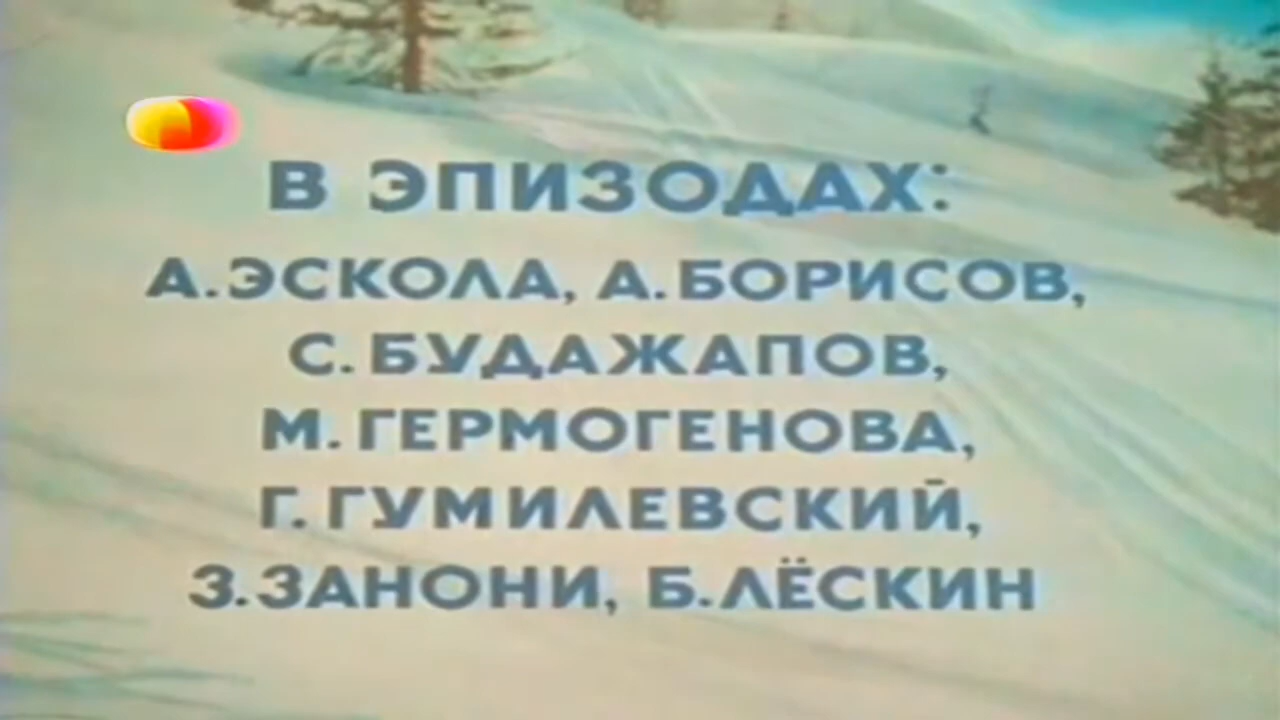 В ЭПИЗОДАХ:
А.ЭСКОЛА, А.БОРИСОВ,
С.БУДАЖАПОВ,
М.ГЕРМОГЕНОВА,
Г.ГУМИЛЕВСКИЙ,
З.ЗАНОНИ, Б.ЛЁСКИН